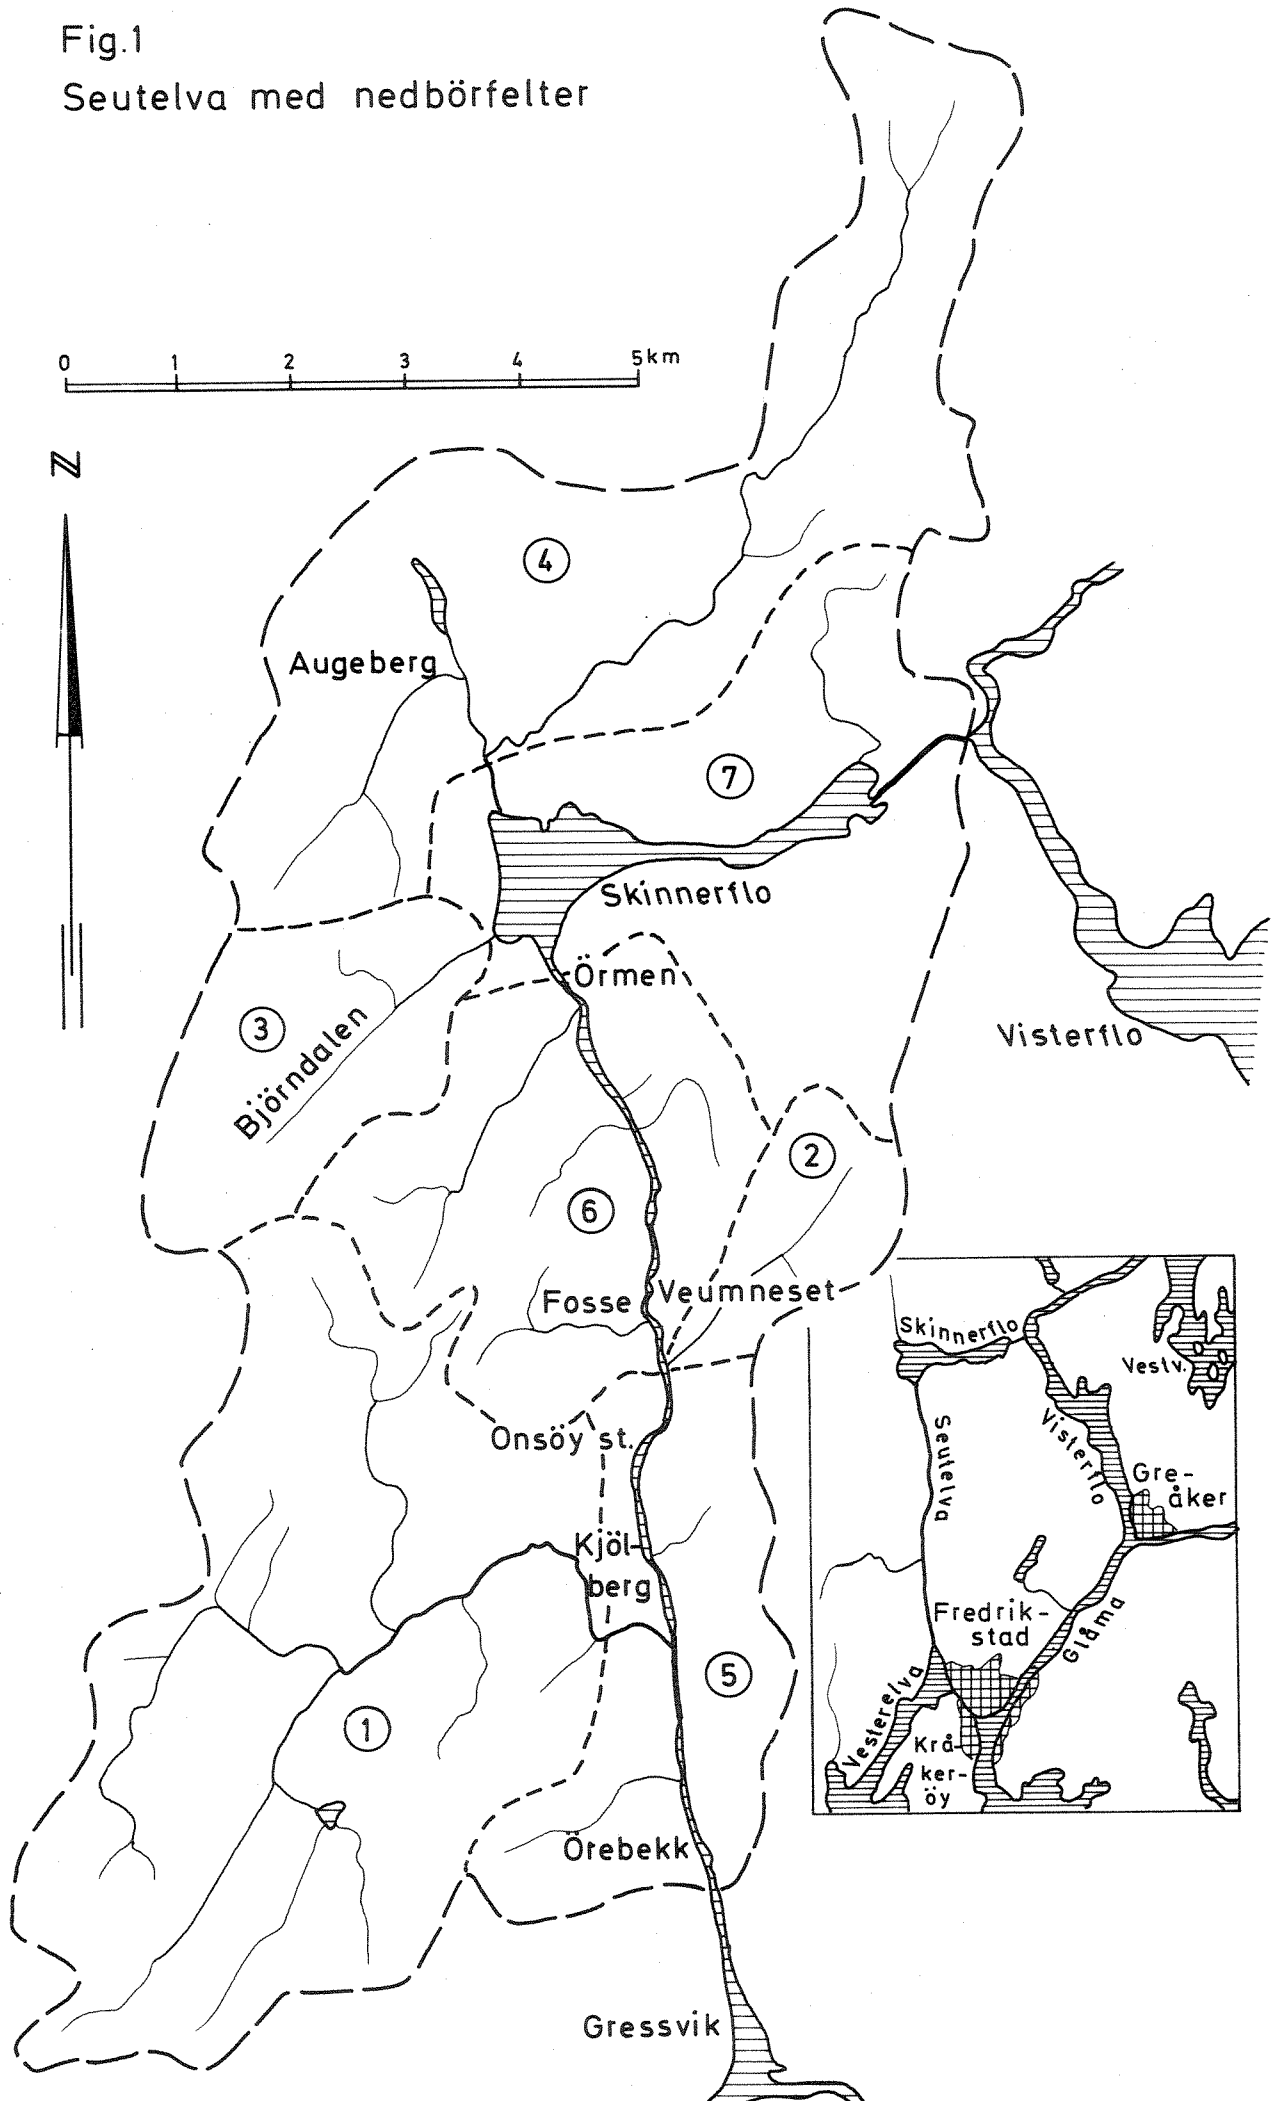 Fig.1
Seutelva med nedbörfelter
0 1 2 3 4 5km
N
4
Augeberg
7
Skinnerflo
Örmen
3
Björndalen
Visterflo
2
6
Fosse
Veumneset
Onsöy st.
Kjöl-
berg
5
1
Örebekk
Gressvik
Skinnerflo
Vestv.
Seutelva
Visterflo
Gre-
åker
Fredrik-
stad
Glåma
Vesterelva
Krå-
ker-
öy